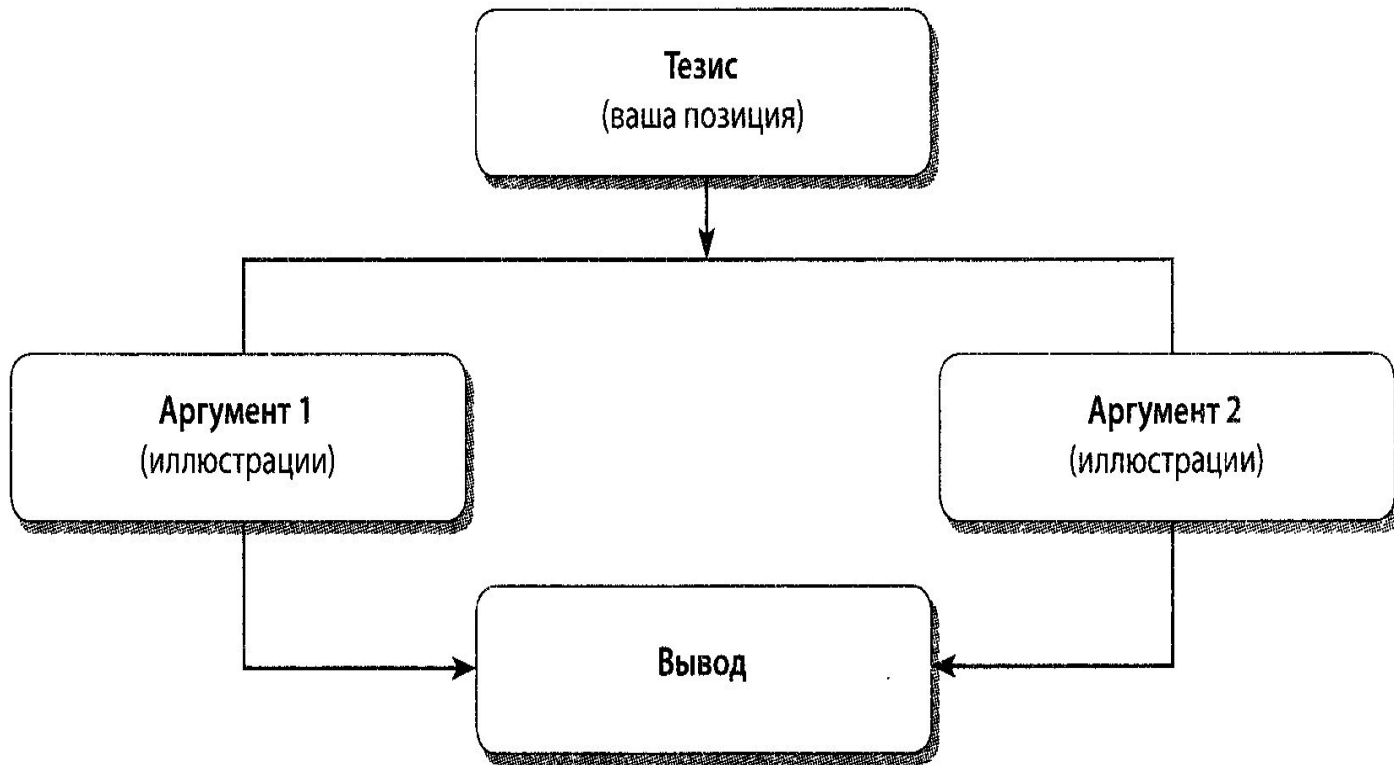 Тезис
(ваша позиция)
Аргумент 1
(иллюстрации)
Аргумент 2
(иллюстрации)
Вывод